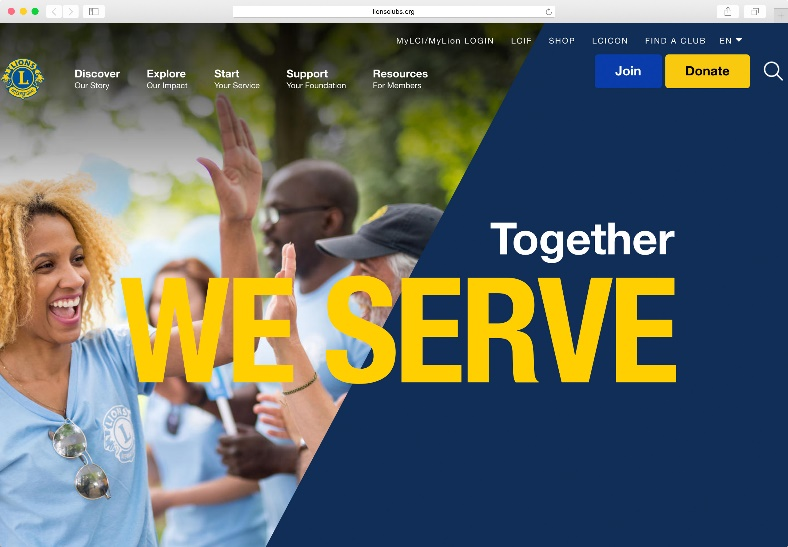 lionsclubs.org
MyLCI/MyLion LOGIN LCIF SHOP LCICON FIND A CLUB EN
LIONS
L
Discover Explore Start Support Resources
Our Story Our Impact Your Service Your Foundation For Members
Join Donate
Together
WE SERVE
LIONS
L